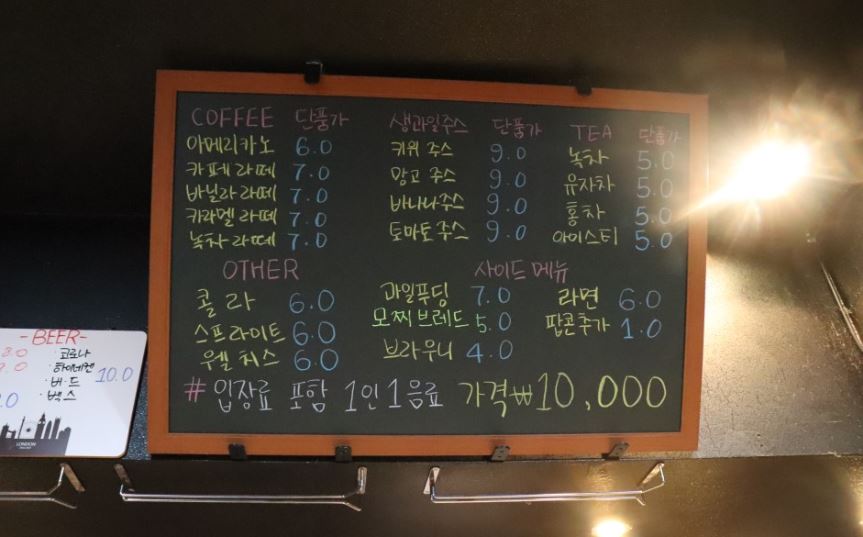 COFFEE 단품가
아메리카노 6.0
카페라떼 7.0
바닐라라떼 7.0
카라멜라떼 7.0
녹차라떼 7.0
생과일주스 단품가
키위 주스 9.0
망고 주스 9.0
바나나주스 9.0
토마토주스 9.0
TEA 단품가
녹차 5.0
유자차 5.0
홍차 5.0
아이스티 5.0
OTHER
콜라 6.0
스프라이트 6.0
웰치스 6.0
사이드 메뉴
과일푸딩 7.0
모찌브레드 5.0
브라우니 4.0
라면 6.0
팝콘추가 1.0
# 입장료 포함 1인1음료 가격₩10,000
-BEER-
8.0
9.0
·코로나
·하이네켄
·버드 10.0
·벡스
LONDON